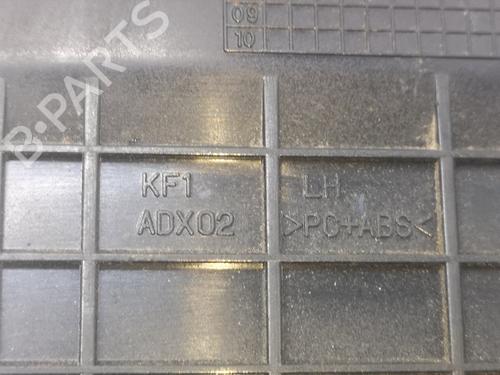 09
10
B-PARTS
KF1 LH
ADX02 >PC+ABS<